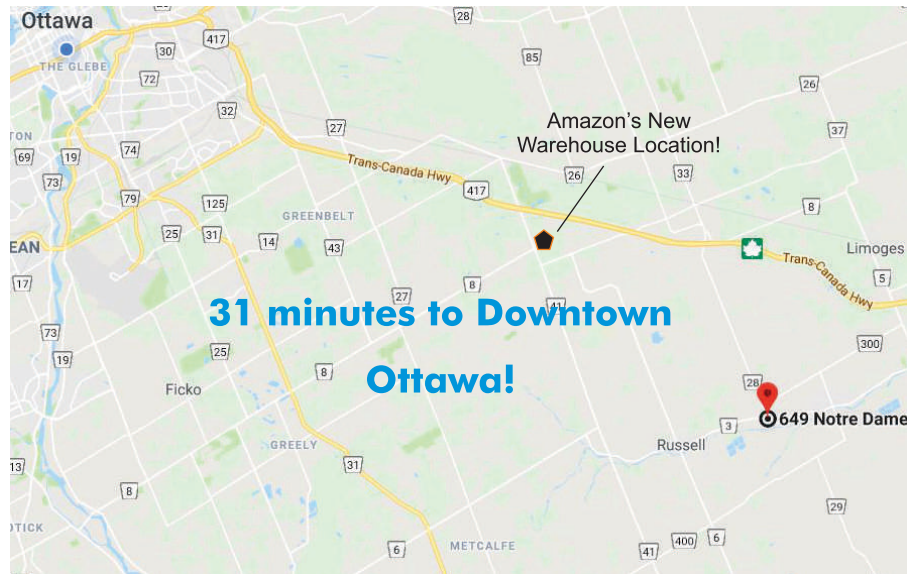 Ottawa
28
417
30
85
THE GLEBE
72
26
32
Amazon's New
Warehouse Location!
27
37
TON
74
69
19
Trans-Canada Hwy
26
33
73
417
79
125
8
GREENBELT
25
31
14
43
EAN
Limoges
Trans-Canada Hwy
5
17
8
27
41
31 minutes to Downtown
Ottawa!
73
19
25
300
8
28
Ficko
3
649 Notre Dame
GREELY
Russell
31
13
8
29
OTICK
6
METCALFE
41
400
6